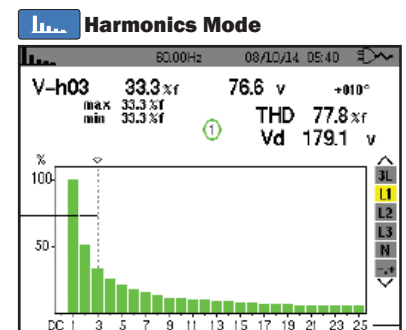 Harmonics Mode
60.00Hz 08/10/14 05:40
V-h03 33.3 %f 76.6 v +010°
max 33.3 %f
min 33.3 %f
1
THD 77.8 %f
Vd 179.1 v
%
100
50
3L
L1
L2
L3
N
-.+
DC 1 3 5 7 9 11 13 15 17 19 21 23 25